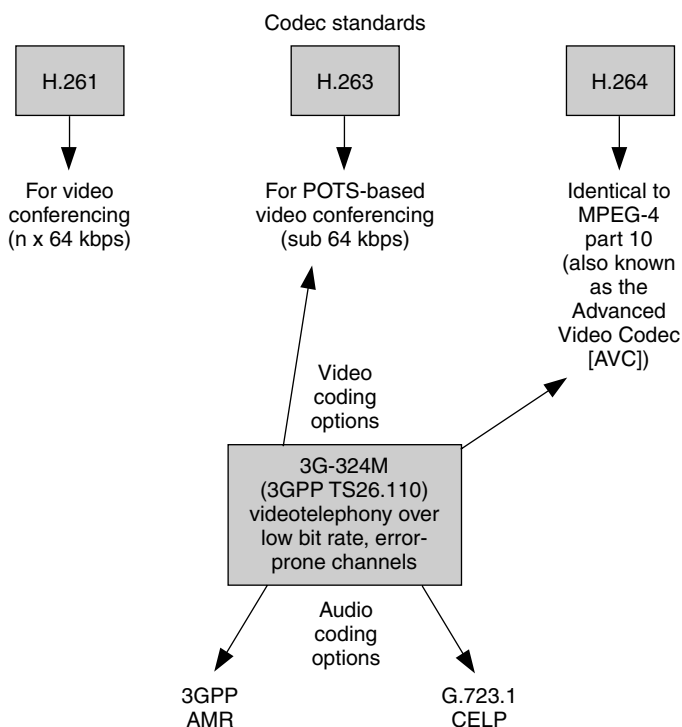 Codec standards
H.261
H.263
H.264
For video
conferencing
(n x 64 kbps)
For POTS-based
video conferencing
(sub 64 kbps)
Identical to
MPEG-4
part 10
(also known
as the
Advanced
Video Codec
[AVC])
Video
coding
options
3G-324M
(3GPP TS26.110)
videotelephony over
low bit rate, error-
prone channels
Audio
coding
options
3GPP
AMR
G.723.1
CELP